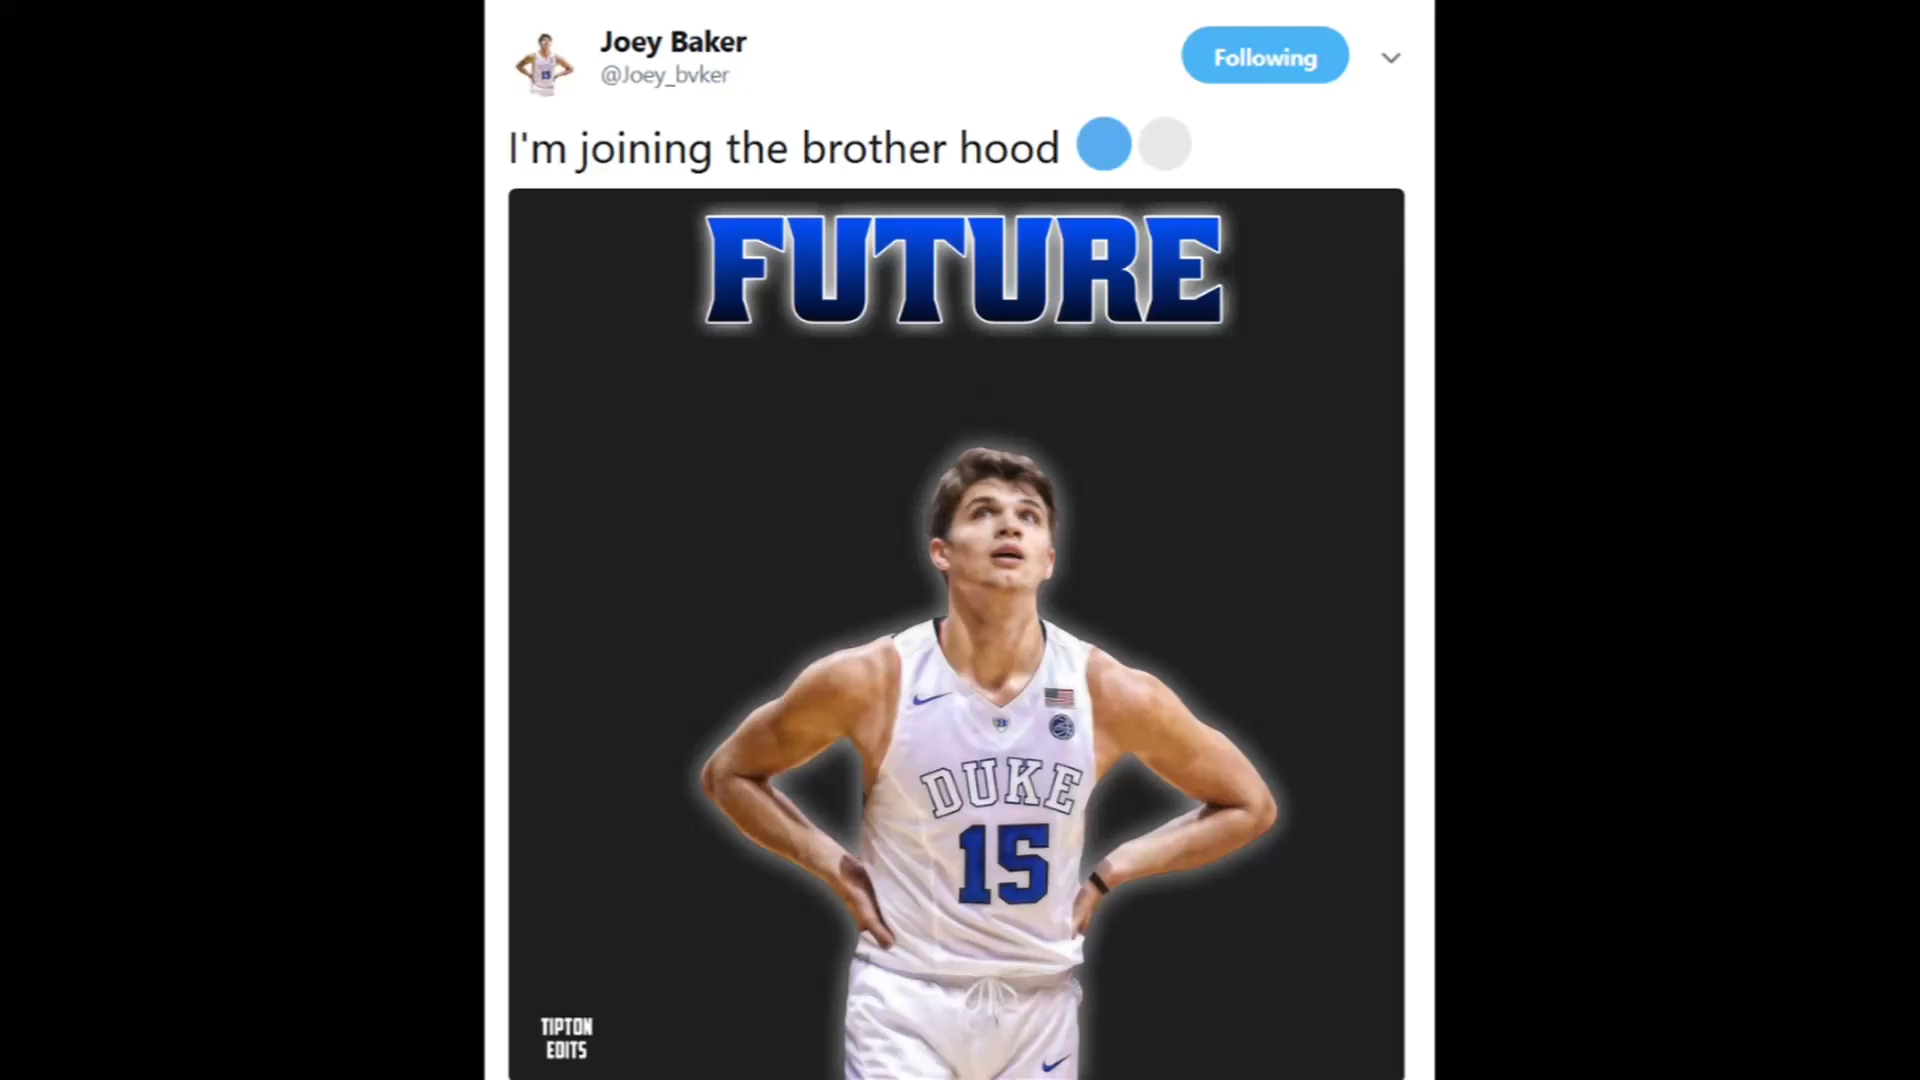 Joey Baker
@Joey_bvker
Following
I'm joining the brother hood
FUTURE
DUKE
15
TIPTON
EDITS